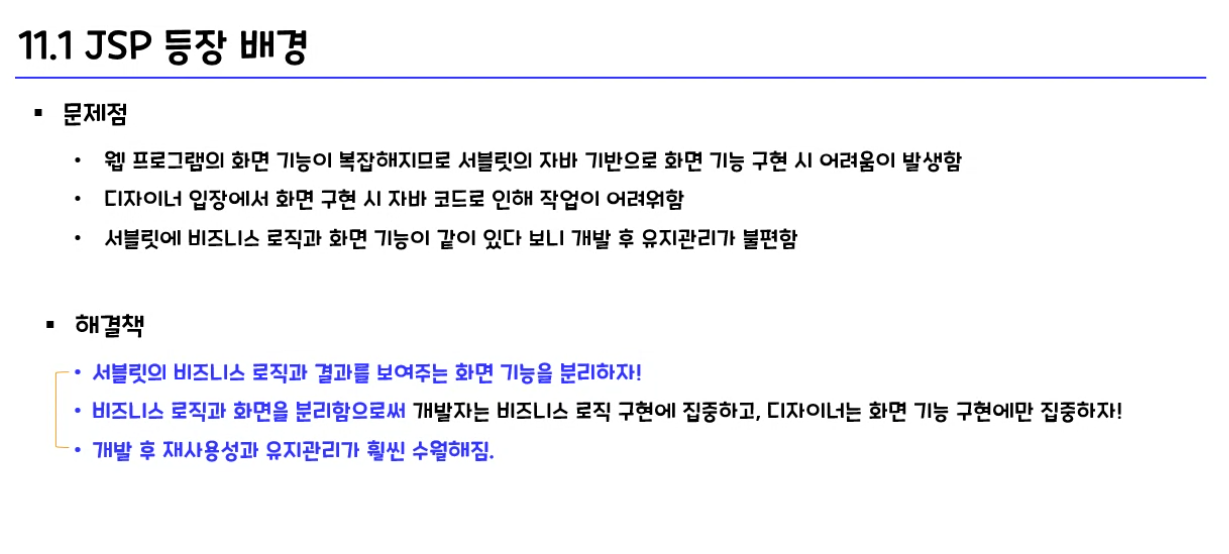 11.1 JSP 등장 배경
▪ 문제점
• 웹 프로그램의 화면 기능이 복잡해지므로 서블릿의 자바 기반으로 화면 기능 구현 시 어려움이 발생함
• 디자이너 입장에서 화면 구현 시 자바 코드로 인해 작업이 어려워함
• 서블릿에 비즈니스 로직과 화면 기능이 같이 있다 보니 개발 후 유지관리가 불편함
▪ 해결책
• 서블릿의 비즈니스 로직과 결과를 보여주는 화면 기능을 분리하자!
• 비즈니스 로직과 화면을 분리함으로써 개발자는 비즈니스 로직 구현에 집중하고, 디자이너는 화면 기능 구현에만 집중하자!
• 개발 후 재사용성과 유지관리가 훨씬 수월해짐.